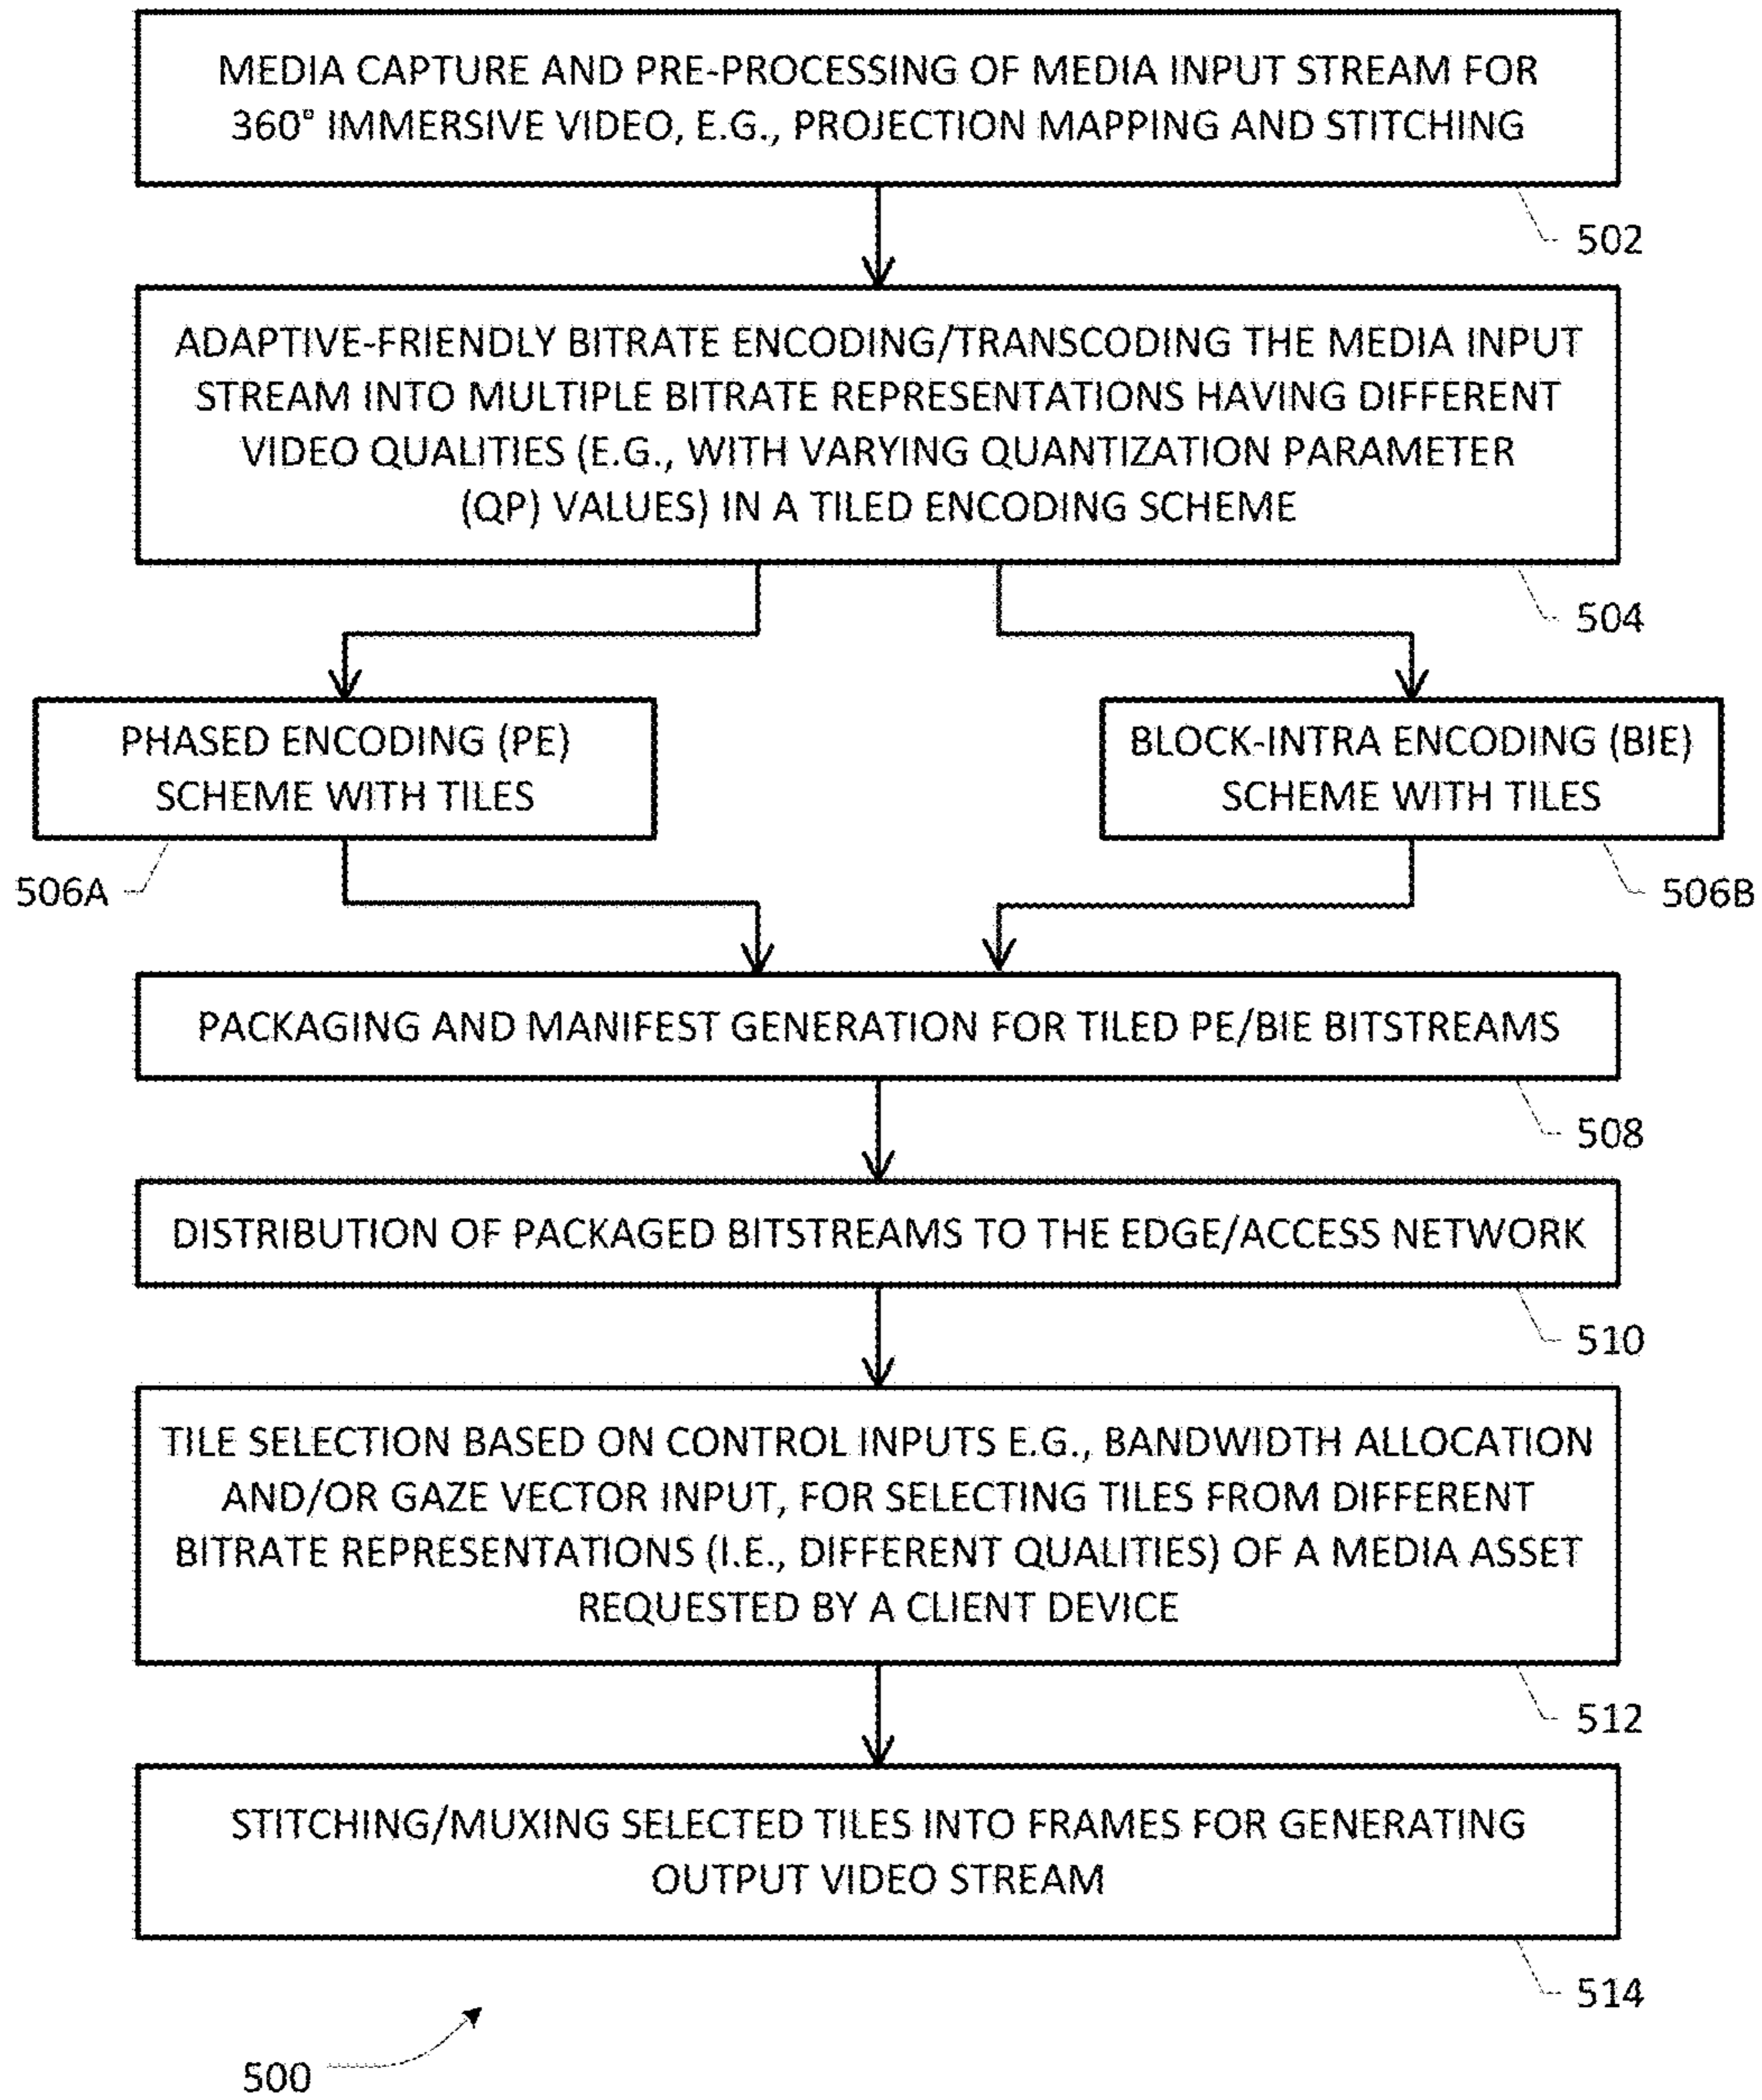 MEDIA CAPTURE AND PRE-PROCESSING OF MEDIA INPUT STREAM FOR
360° IMMERSIVE VIDEO, E.G., PROJECTION MAPPING AND STITCHING
502
ADAPTIVE-FRIENDLY BITRATE ENCODING/TRANSCODING THE MEDIA INPUT
STREAM INTO MULTIPLE BITRATE REPRESENTATIONS HAVING DIFFERENT
VIDEO QUALITIES (E.G., WITH VARYING QUANTIZATION PARAMETER
(QP) VALUES) IN A TILED ENCODING SCHEME
504
PHASED ENCODING (PE)
SCHEME WITH TILES
506A
BLOCK-INTRA ENCODING (BIE)
SCHEME WITH TILES
506B
PACKAGING AND MANIFEST GENERATION FOR TILED PE/BIE BITSTREAMS
508
DISTRIBUTION OF PACKAGED BITSTREAMS TO THE EDGE/ACCESS NETWORK
510
TILE SELECTION BASED ON CONTROL INPUTS E.G., BANDWIDTH ALLOCATION
AND/OR GAZE VECTOR INPUT, FOR SELECTING TILES FROM DIFFERENT
BITRATE REPRESENTATIONS (I.E., DIFFERENT QUALITIES) OF A MEDIA ASSET
REQUESTED BY A CLIENT DEVICE
512
STITCHING/MUXING SELECTED TILES INTO FRAMES FOR GENERATING
OUTPUT VIDEO STREAM
514
500